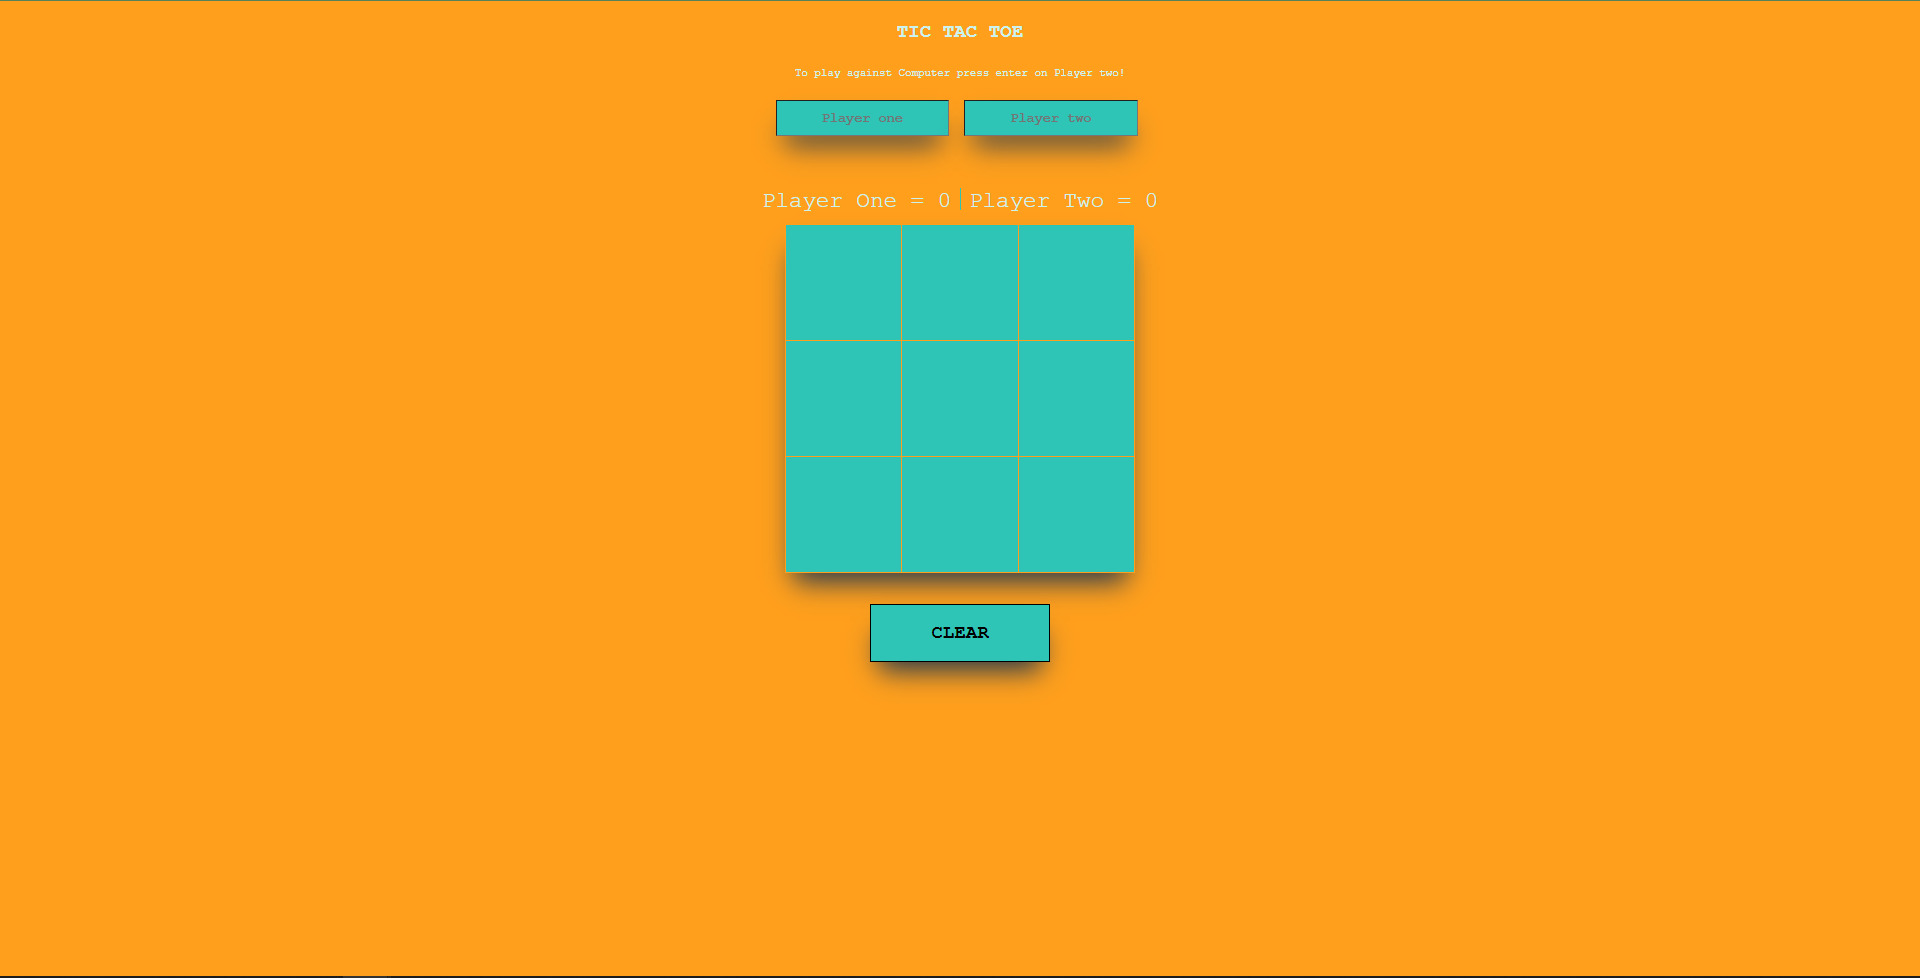 TIC TAC TOE
To play against Computer press enter on Player two!
Player one Player two
Player One = 0 Player Two = 0
CLEAR